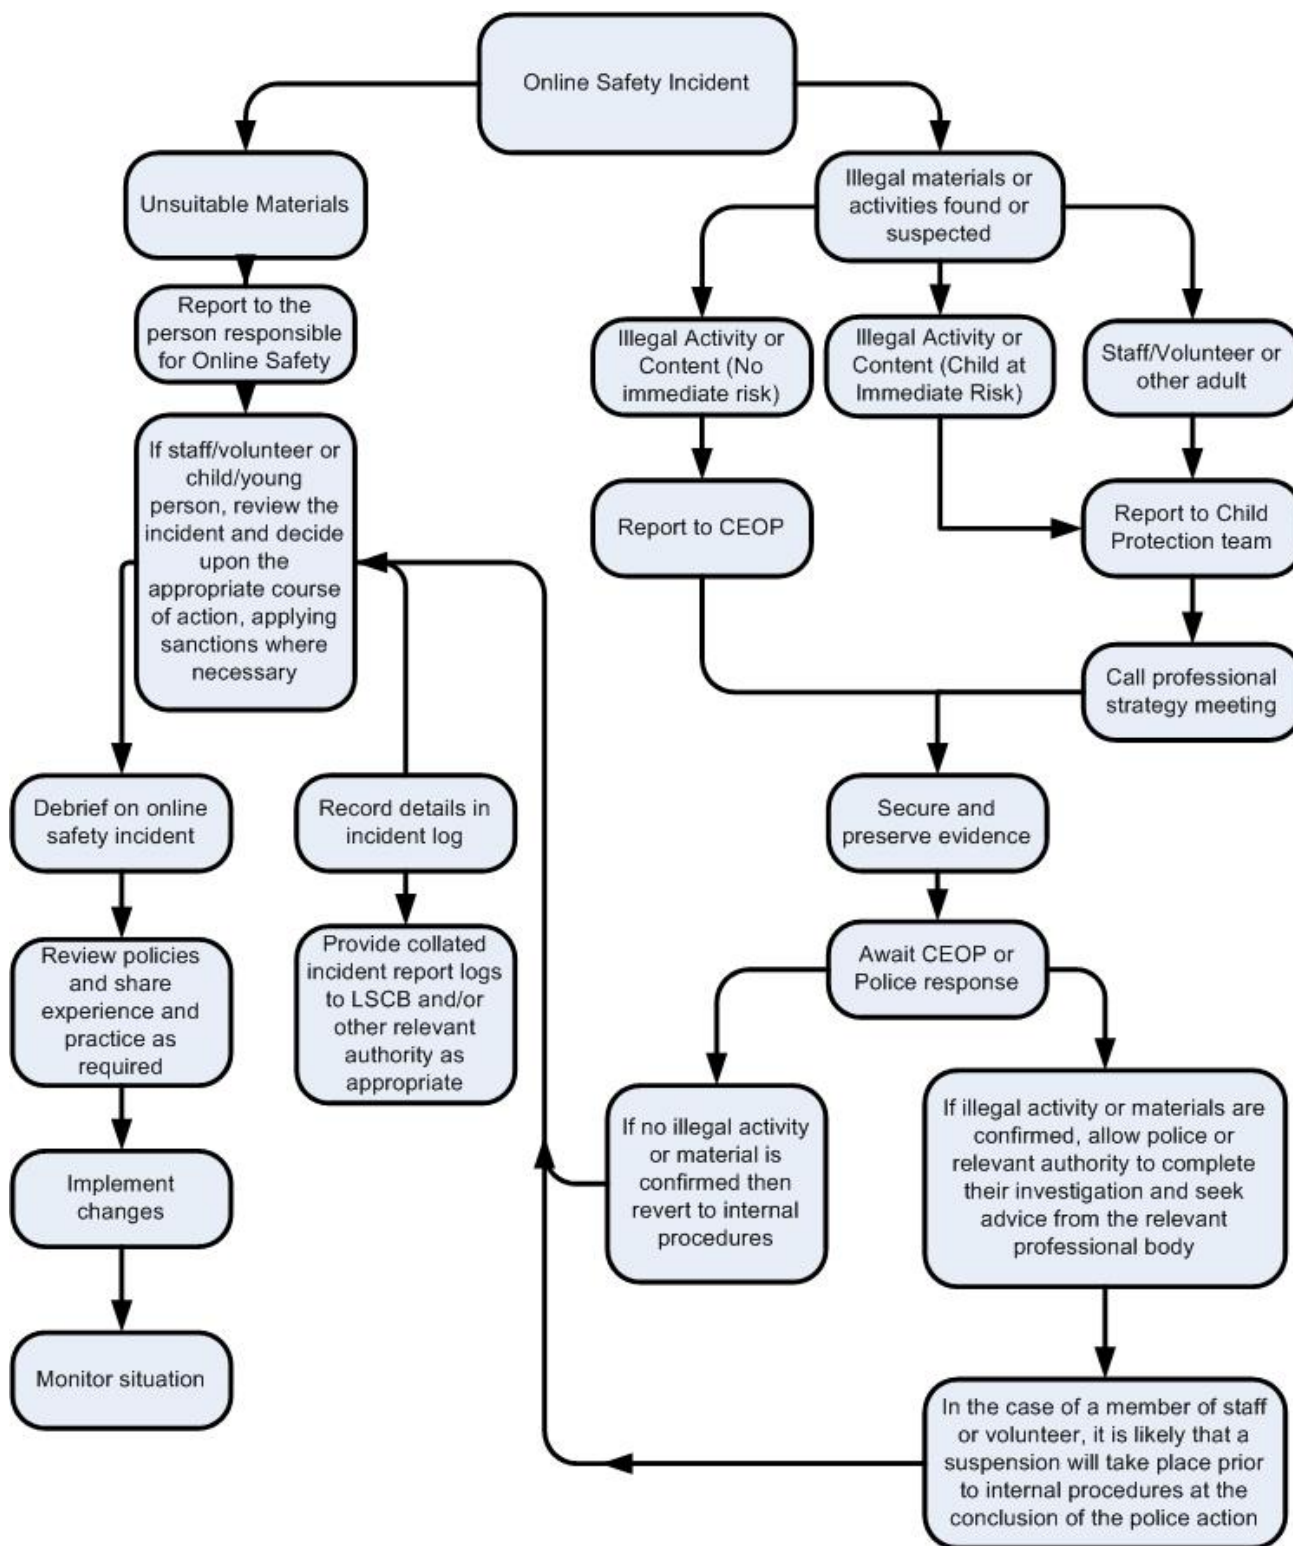 Online Safety Incident
Unsuitable Materials
Illegal materials or
activities found or
suspected
Report to the
person responsible
for Online Safety
Illegal Activity or
Content (No
immediate risk)
Illegal Activity or
Content (Child at
Immediate Risk)
Staff/Volunteer or
other adult
If staff/volunteer or
child/young
person, review the
incident and decide
upon the
appropriate course
of action, applying
sanctions where
necessary
Report to CEOP
Report to Child
Protection team
Call professional
strategy meeting
Debrief on online
safety incident
Record details in
incident log
Secure and
preserve evidence
Review policies
and share
experience and
practice as
required
Provide collated
incident report logs
to LSCB and/or
other relevant
authority as
appropriate
Await CEOP or
Police response
If no illegal activity
or material is
confirmed then
revert to internal
procedures
If illegal activity or materials are
confirmed, allow police or
relevant authority to complete
their investigation and seek
advice from the relevant
professional body
Implement
changes
Monitor situation
In the case of a member of staff
or volunteer, it is likely that a
suspension will take place prior
to internal procedures at the
conclusion of the police action